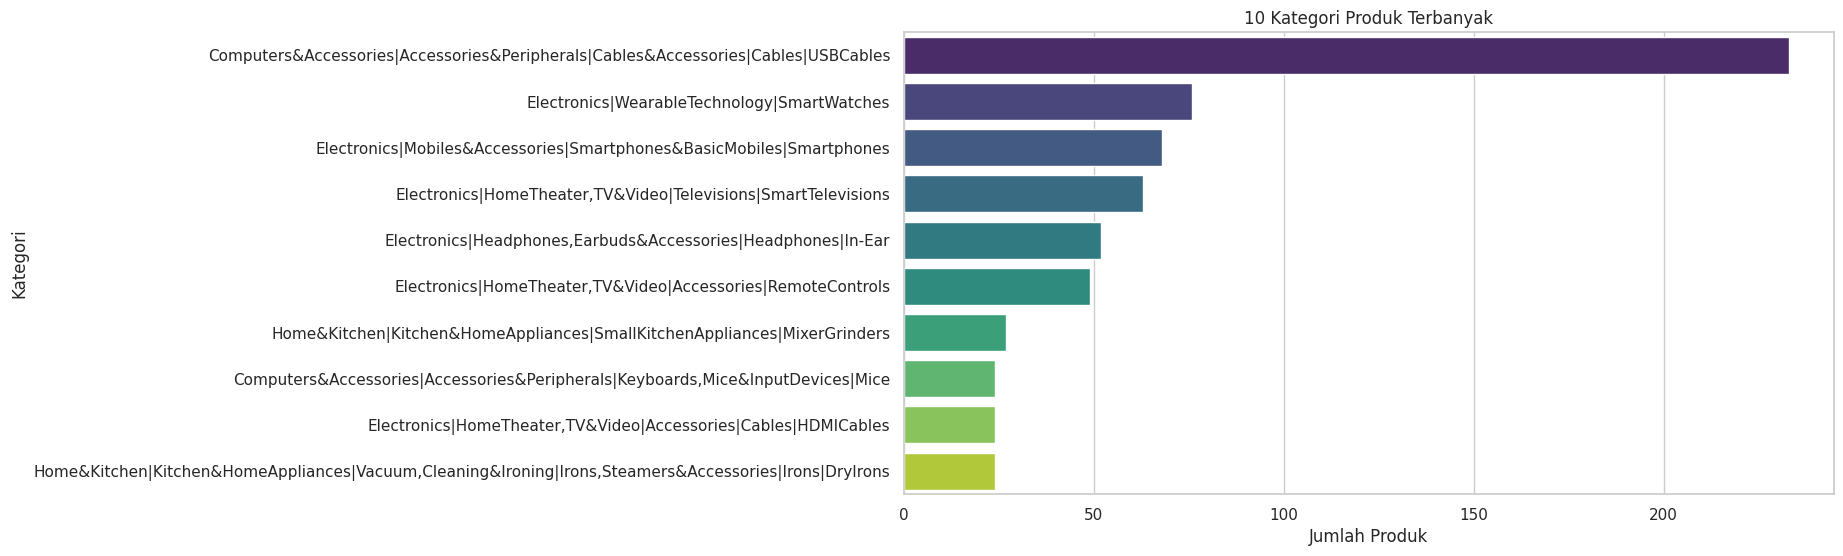 10 Kategori Produk Terbanyak
Computers&Accessories|Accessories&Peripherals|Cables&Accessories|Cables|USBCables
Electronics|WearableTechnology|SmartWatches
Electronics|Mobiles&Accessories|Smartphones&BasicMobiles|Smartphones
Electronics|HomeTheater,TV&Video|Televisions|SmartTelevisions
Electronics|Headphones,Earbuds&Accessories|Headphones|In-Ear
Electronics|HomeTheater,TV&Video|Accessories|RemoteControls
Home&Kitchen|Kitchen&HomeAppliances|SmallKitchenAppliances|MixerGrinders
Computers&Accessories|Accessories&Peripherals|Keyboards,Mice&InputDevices|Mice
Electronics|HomeTheater,TV&Video|Accessories|Cables|HDMICables
Home&Kitchen|Kitchen&HomeAppliances|Vacuum,Cleaning&Ironing|Irons,Steamers&Accessories|Irons|DryIrons
Kategori
0 50 100 150 200
Jumlah Produk